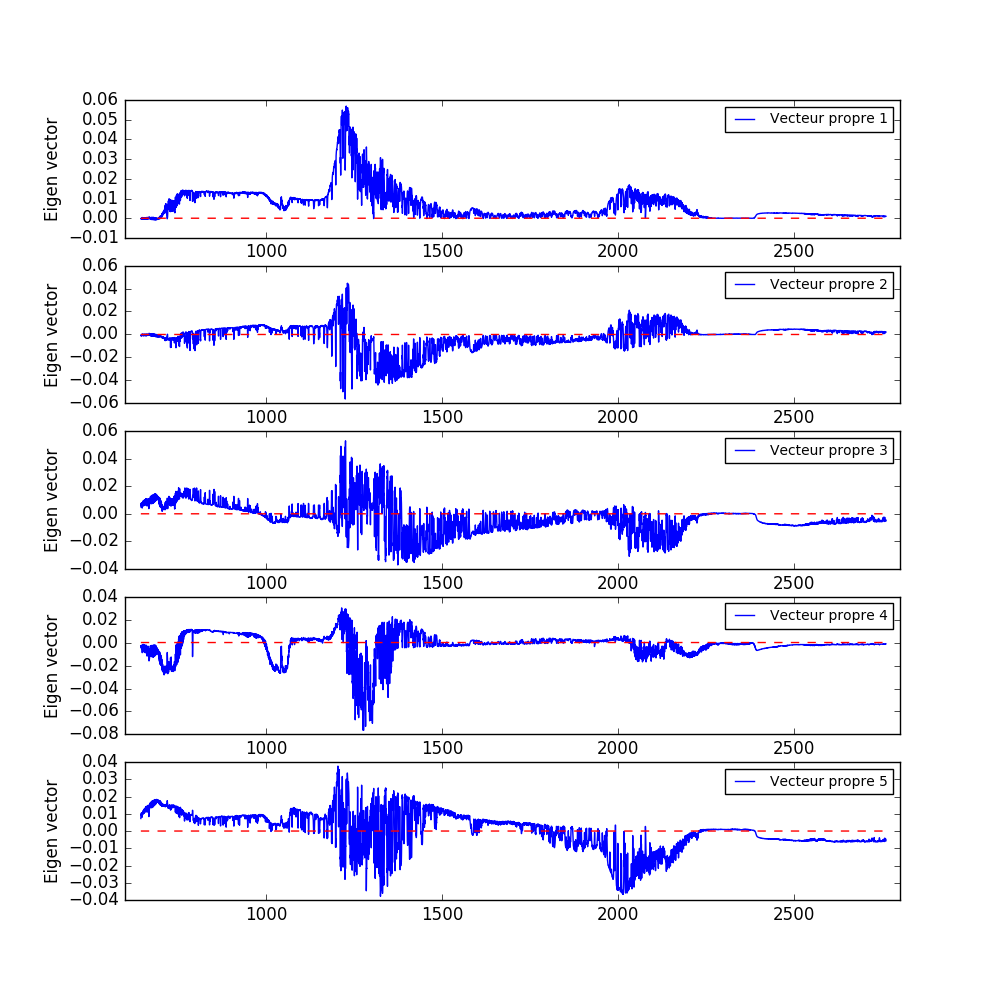 0.06
0.05
0.04
0.03
0.02
0.01
0.00
−0.01
Eigen vector
Vecteur propre 1
1000 1500 2000 2500
0.06
0.04
0.02
0.00
−0.02
−0.04
−0.06
Eigen vector
Vecteur propre 2
1000 1500 2000 2500
0.06
0.04
0.02
0.00
−0.02
−0.04
Eigen vector
Vecteur propre 3
1000 1500 2000 2500
0.04
0.02
0.00
−0.02
−0.04
−0.06
−0.08
Eigen vector
Vecteur propre 4
1000 1500 2000 2500
0.04
0.03
0.02
0.01
0.00
−0.01
−0.02
−0.03
−0.04
Eigen vector
Vecteur propre 5
1000 1500 2000 2500